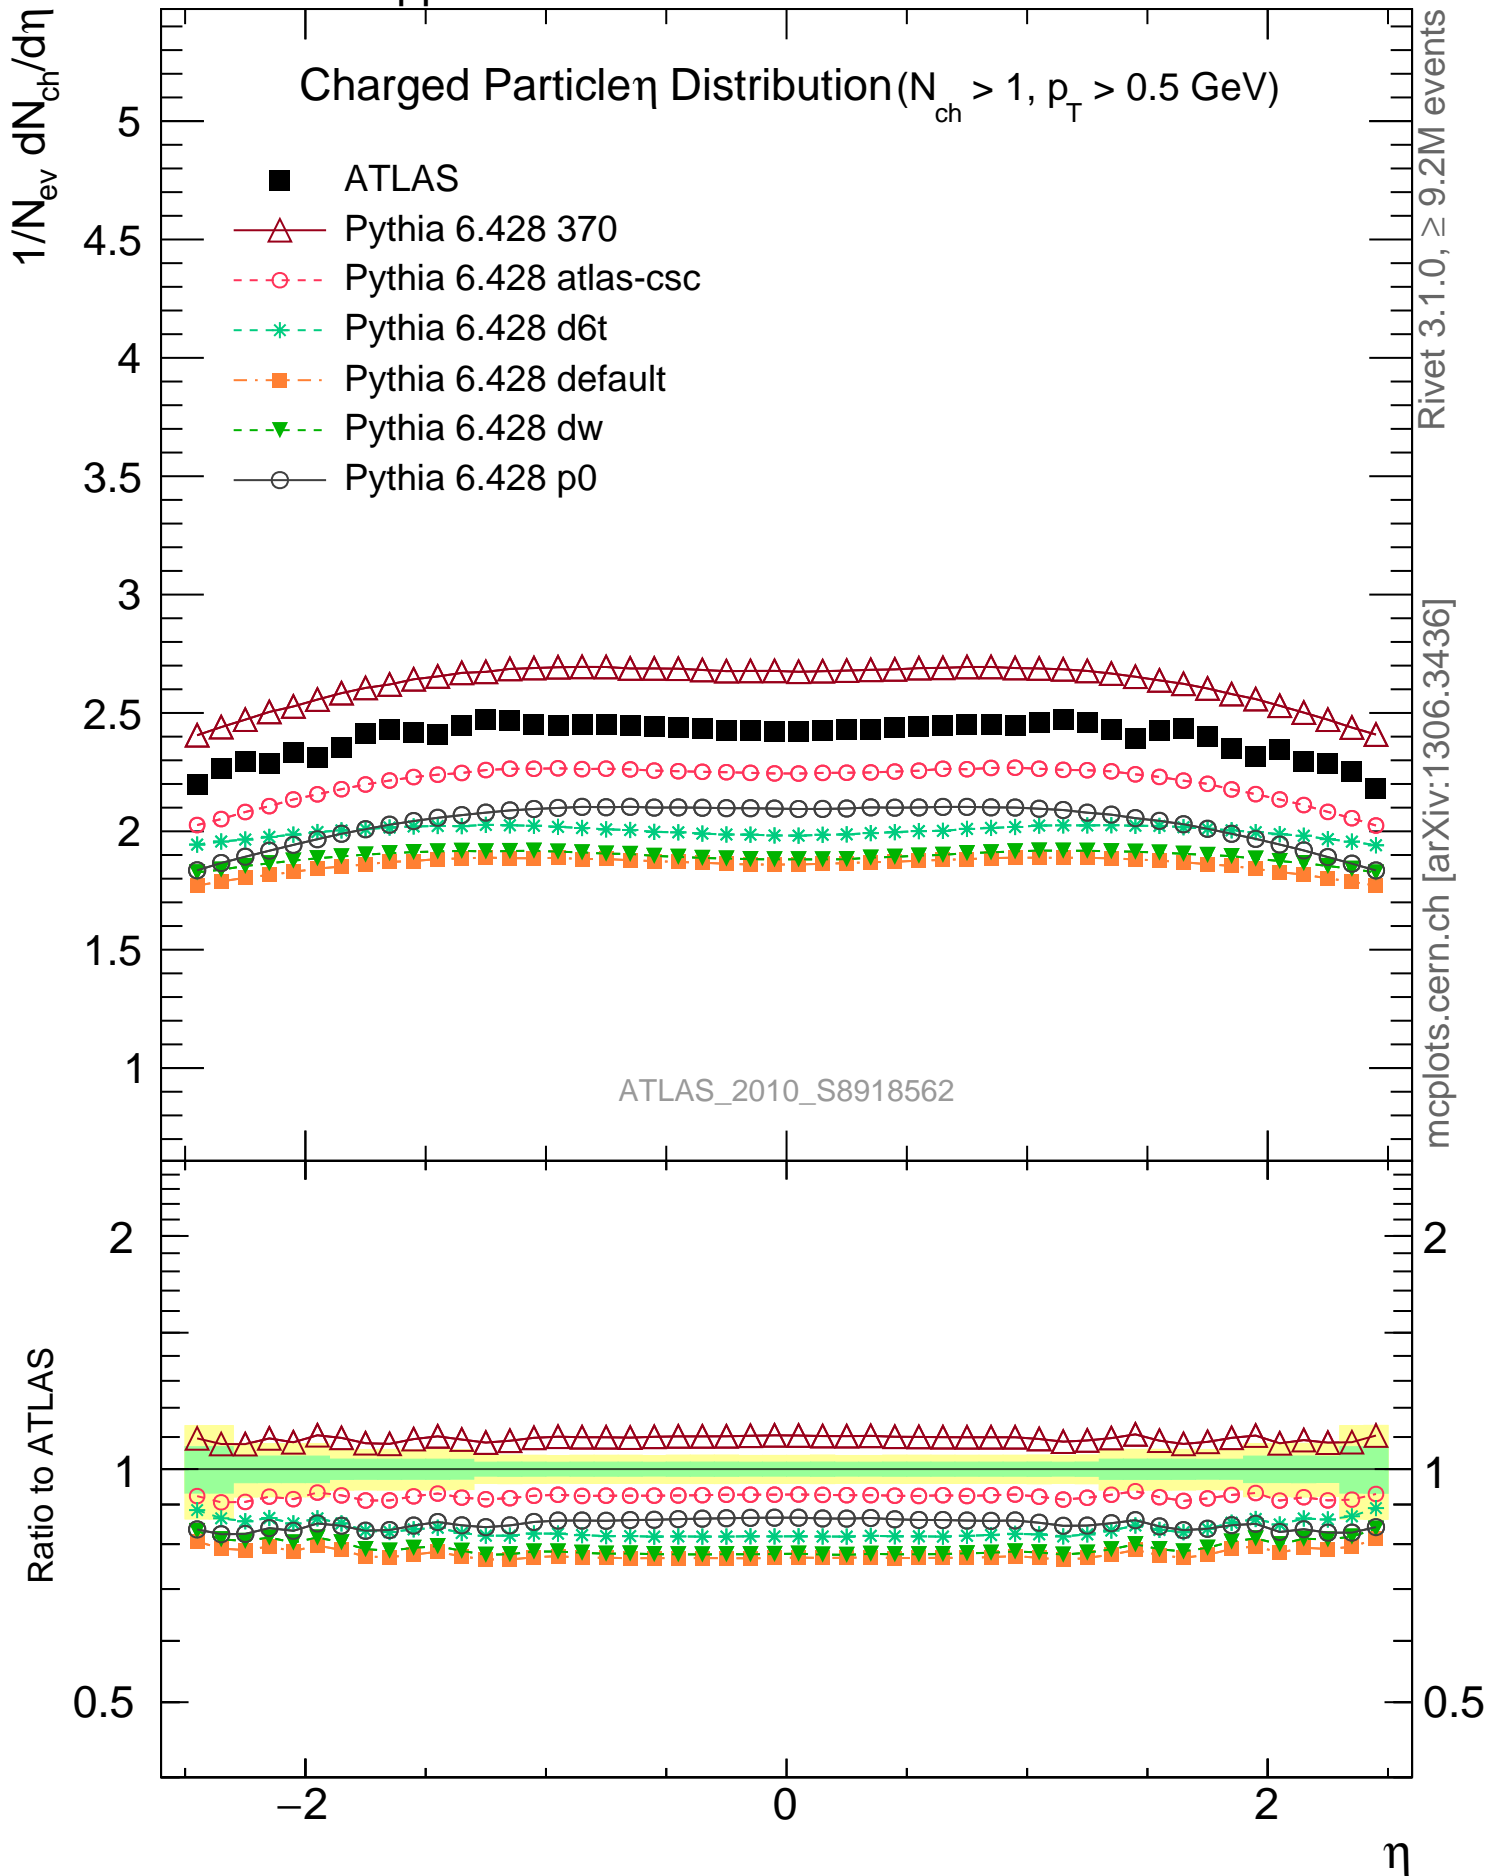 pp
1/N_ev dN_ch/dη
Charged Particleη Distribution(N_ch > 1, p_T > 0.5 GeV)
ATLAS
Pythia 6.428 370
Pythia 6.428 atlas-csc
Pythia 6.428 d6t
Pythia 6.428 default
Pythia 6.428 dw
Pythia 6.428 p0
5
4.5
4
3.5
3
2.5
2
1.5
1
ATLAS_2010_S8918562
Rivet 3.1.0, ≥ 9.2M events
mcplots.cern.ch [arXiv:1306.3436]
Ratio to ATLAS
2
1
0.5
2
1
0.5
−2
0
2
η